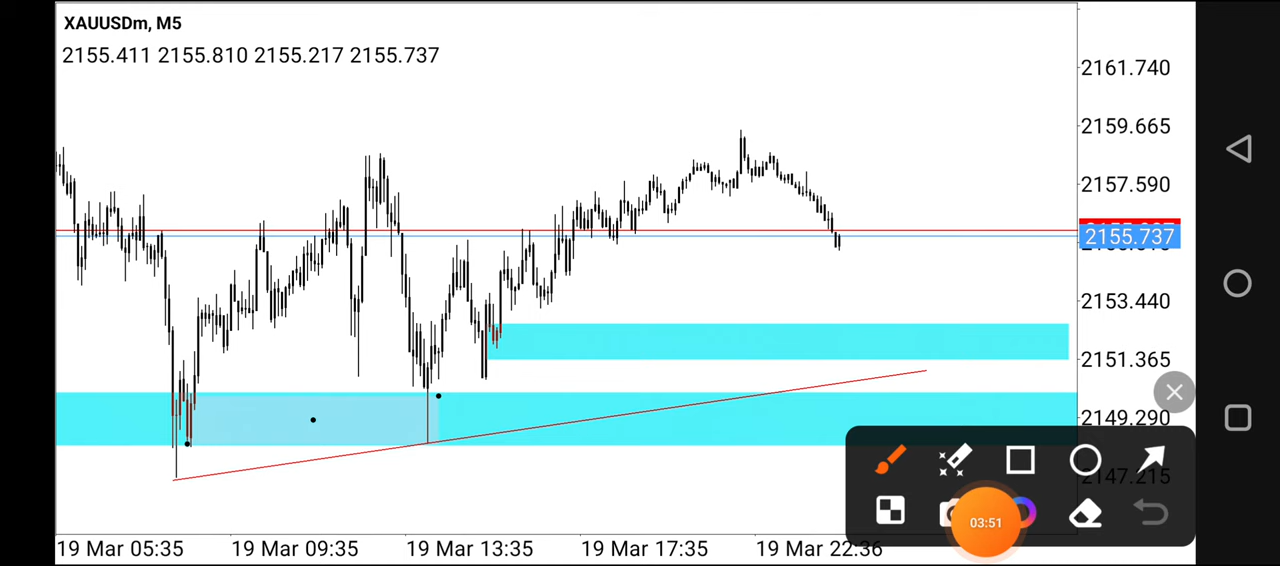 XAUUSDm, M5
2155.411 2155.810 2155.217 2155.737
2161.740
2159.665
2157.590
2155.737
2153.440
2151.365
2149.290
2147.215
03:51
19 Mar 05:35
19 Mar 09:35
19 Mar 13:35
19 Mar 17:35
19 Mar 22:36